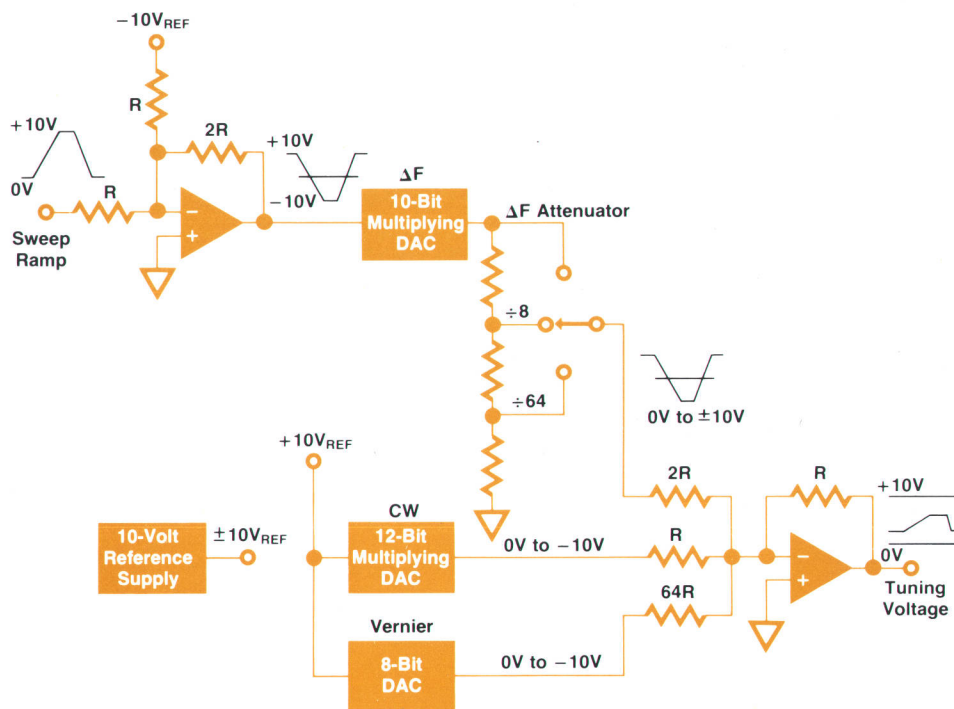 −10V REF
R
+10V
0V
R
Sweep
Ramp
2R
+10V
−10V
ΔF
10-Bit
Multiplying
DAC
ΔF Attenuator
÷8
÷64
0V to ±10V
+10V REF
10-Volt
Reference
Supply
±10V REF
CW
12-Bit
Multiplying
DAC
0V to −10V
Vernier
8-Bit
DAC
0V to −10V
2R
R
64R
R
−
+
−
+
+10V
0V
Tuning
Voltage